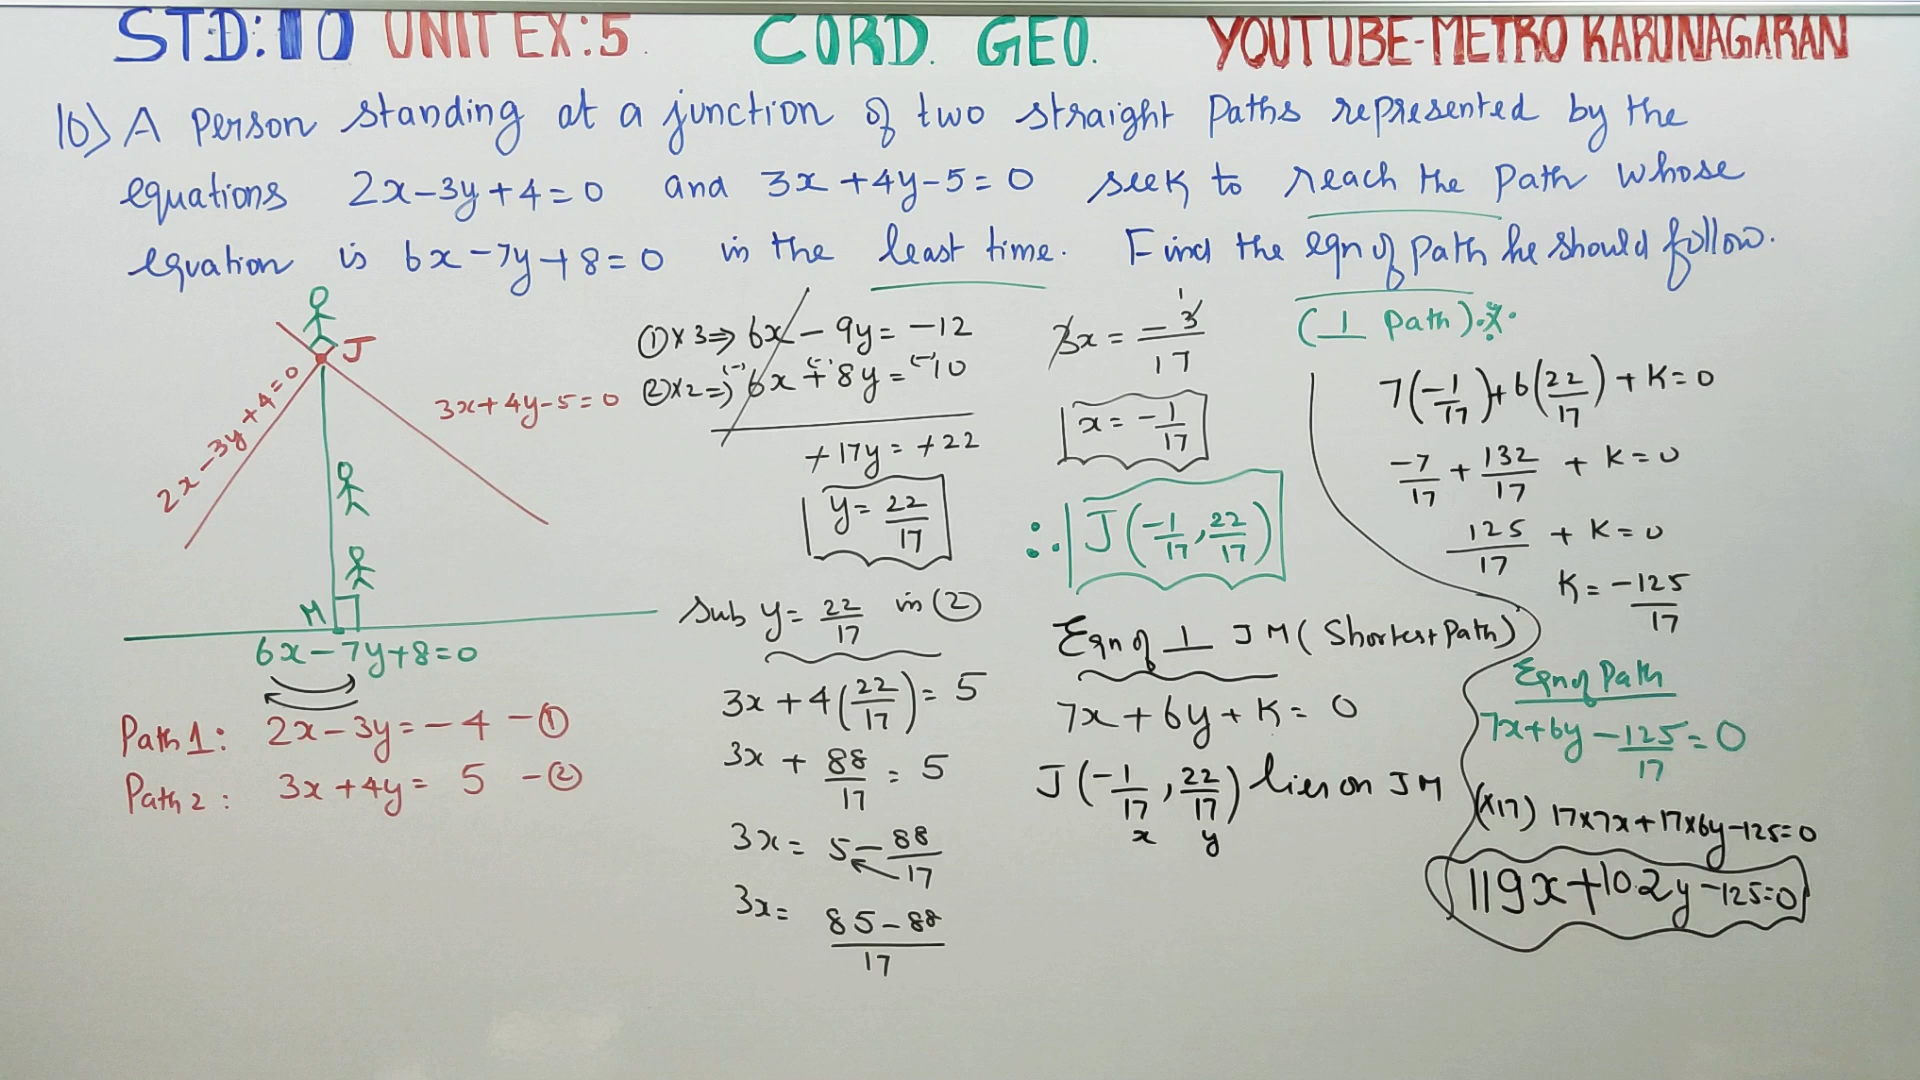 STD:10 UNIT EX:5. CORD. GEO. YOUTUBE-METRO KARUNAGARAN
10) A Person standing at a junction of two straight Paths represented by the
equations 2x-3y+4=0 and 3x+4y-5=0 seek to reach the Path whose
equation is 6x-7y+8=0 in the least time. Find the eqn of Path he should follow.
J
2x-3y+4=0
3x+4y-5=0
M
6x-7y+8=0
Path 1: 2x-3y=-4 -①
Path 2: 3x+4y= 5 -②
①×3⇒ 6x-9y=-12
②×2⇒ 6x+8y=10
(-) (-) (-)
+17y=+22
y=22/17
Sub y=22/17 in ②
3x+4(22/17)=5
3x+88/17=5
3x=5-88/17
3x=85-88/17
3x=-3/17
1
x=-1/17
∴ J(-1/17,22/17)
Eqn of ⊥ JM (Shortest Path)
7x+6y+K=0
J(-1/17,22/17) lies on JM
x y
(⊥ Path).
7(-1/17)+6(22/17)+K=0
-7/17+132/17+K=0
125/17+K=0
K=-125/17
Eqn of Path
7x+6y-125/17=0
(×17) 17×7x+17×6y-125=0
119x+102y-125=0